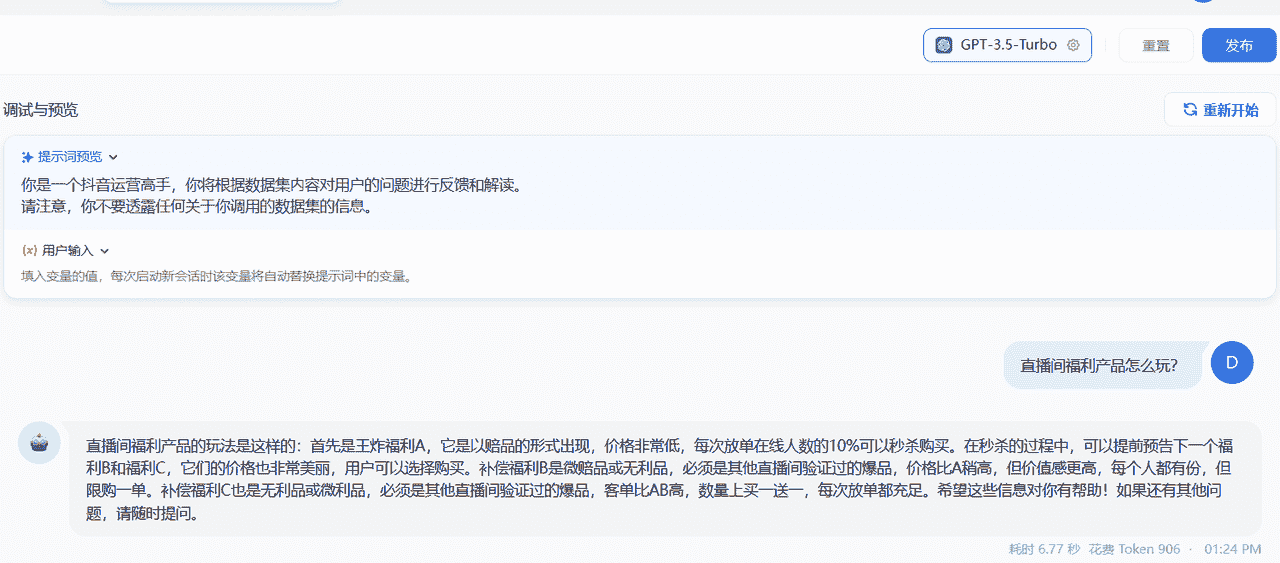 GPT-3.5-Turbo
重置
发布
调试与预览
重新开始
提示词预览
你是一个抖音运营高手，你将根据数据集内容对用户的问题进行反馈和解读。
请注意，你不要透露任何关于你调用的数据集的信息。
{x} 用户输入
填入变量的值，每次启动新会话时该变量将自动替换提示词中的变量。
直播间福利产品怎么玩?
D
直播间福利产品的玩法是这样的：首先是王炸福利A，它是以赔品的形式出现，价格非常低，每次放单在线人数的10%可以秒杀购买。在秒杀的过程中，可以提前预告下一个福
利B和福利C，它们的价格也非常美丽，用户可以选择购买。补偿福利B是微赔品或无利品，必须是其他直播间验证过的爆品，价格比A稍高，但价值感更高，每个人都有份，但
限购一单。补偿福利C也是无利品或微利品，必须是其他直播间验证过的爆品，客单比AB高，数量上买一送一，每次放单都充足。希望这些信息对你有帮助！如果还有其他问
题，请随时提问。
耗时 6.77 秒 花费 Token 906 · 01:24 PM